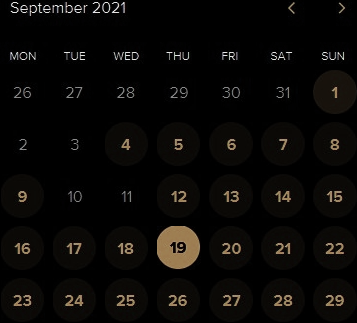 September 2021
MON TUE WED THU FRI SAT SUN
26 27 28 29 30 31 1
2 3 4 5 6 7 8
9 10 11 12 13 14 15
16 17 18 19 20 21 22
23 24 25 26 27 28 29